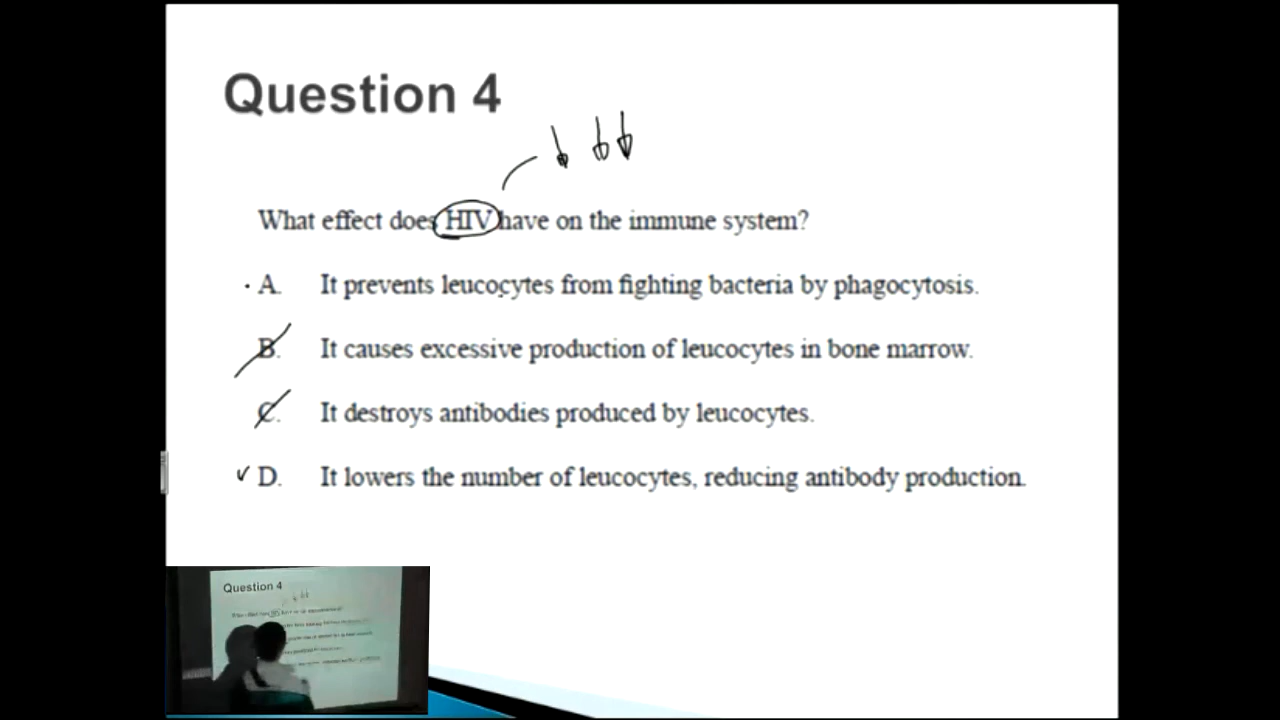 Question 4
What effect does HIV have on the immune system?
A. It prevents leucocytes from fighting bacteria by phagocytosis.
B. It causes excessive production of leucocytes in bone marrow.
C. It destroys antibodies produced by leucocytes.
D. It lowers the number of leucocytes, reducing antibody production.
Question 4